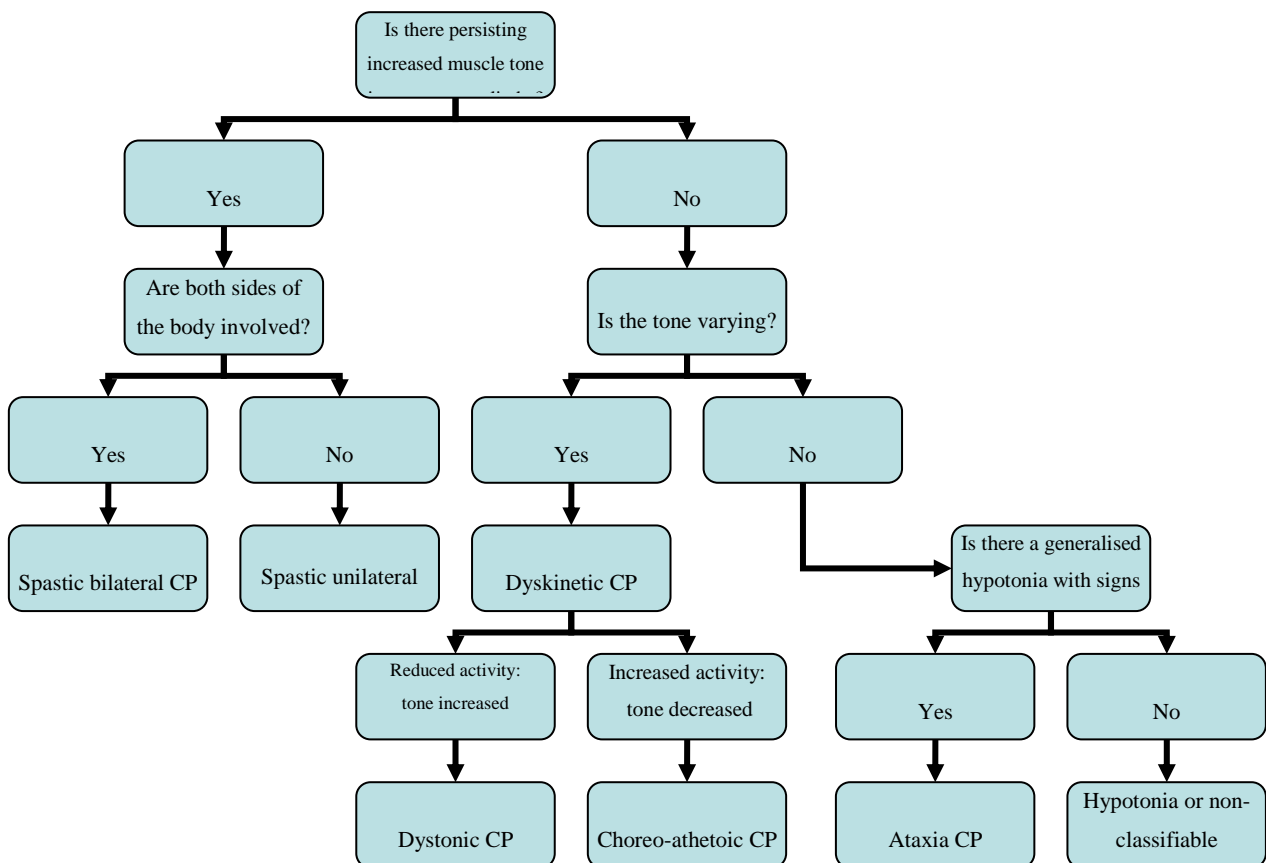 Is there persisting
increased muscle tone
Yes
No
Are both sides of
the body involved?
Is the tone varying?
Yes
No
Yes
No
Spastic bilateral CP
Spastic unilateral
Dyskinetic CP
Is there a generalised
hypotonia with signs
Reduced activity:
tone increased
Increased activity:
tone decreased
Yes
No
Dystonic CP
Choreo-athetoic CP
Ataxia CP
Hypotonia or non-
classifiable